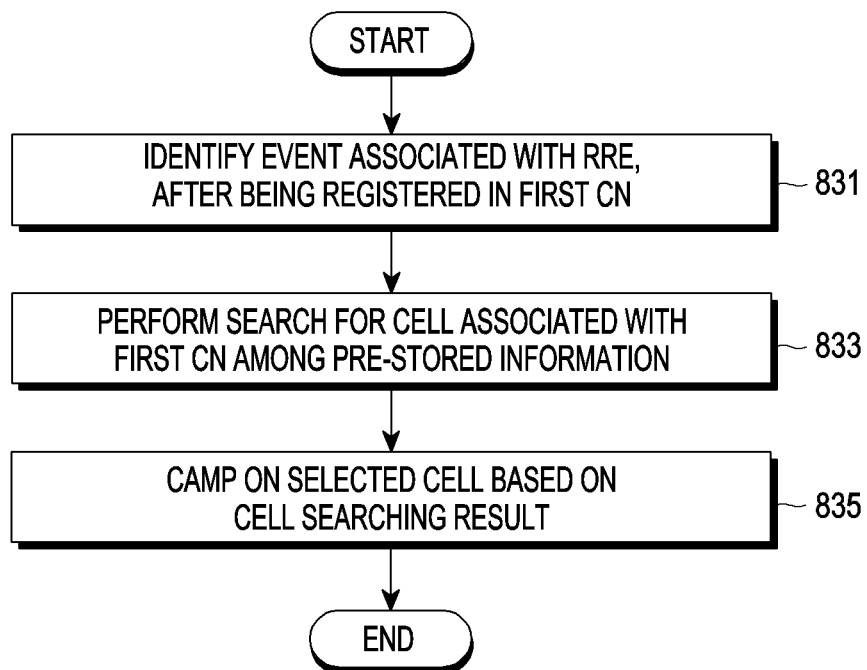 START
IDENTIFY EVENT ASSOCIATED WITH RRE,
AFTER BEING REGISTERED IN FIRST CN
831
PERFORM SEARCH FOR CELL ASSOCIATED WITH
FIRST CN AMONG PRE-STORED INFORMATION
833
CAMP ON SELECTED CELL BASED ON
CELL SEARCHING RESULT
835
END